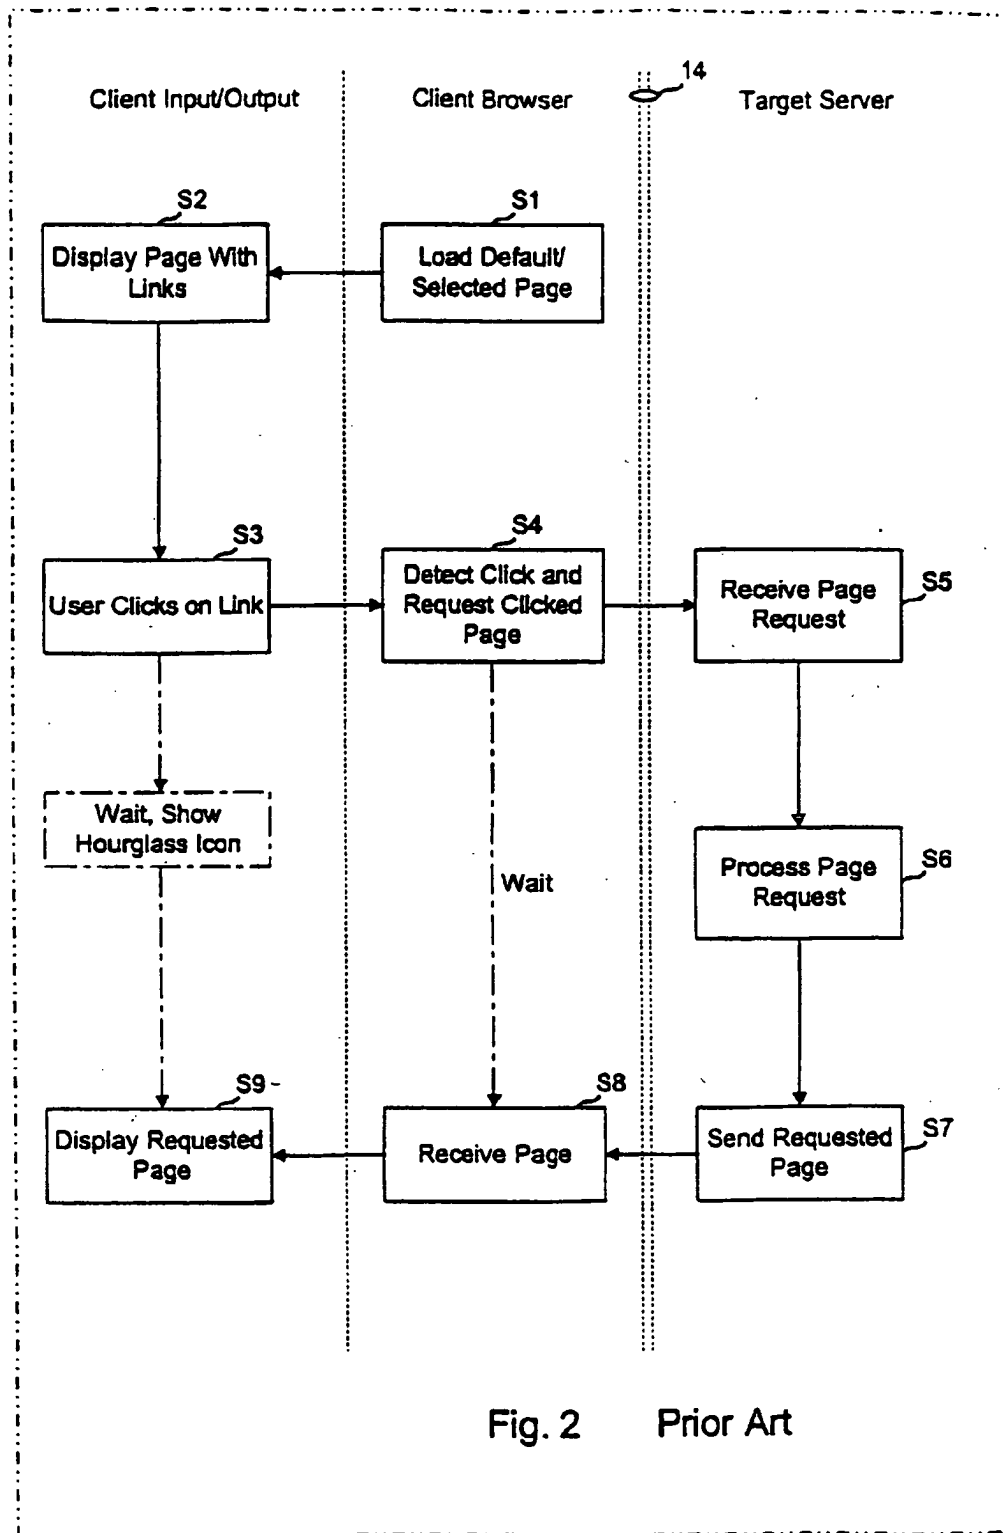 14
Client Input/Output
Client Browser
Target Server
S2
S1
Display Page With
Links
Load Default/
Selected Page
S3
S4
S5
User Clicks on Link
Detect Click and
Request Clicked
Page
Receive Page
Request
Wait, Show
Hourglass Icon
Wait
S6
Process Page
Request
S9
S8
S7
Display Requested
Page
Receive Page
Send Requested
Page
Fig. 2 Prior Art